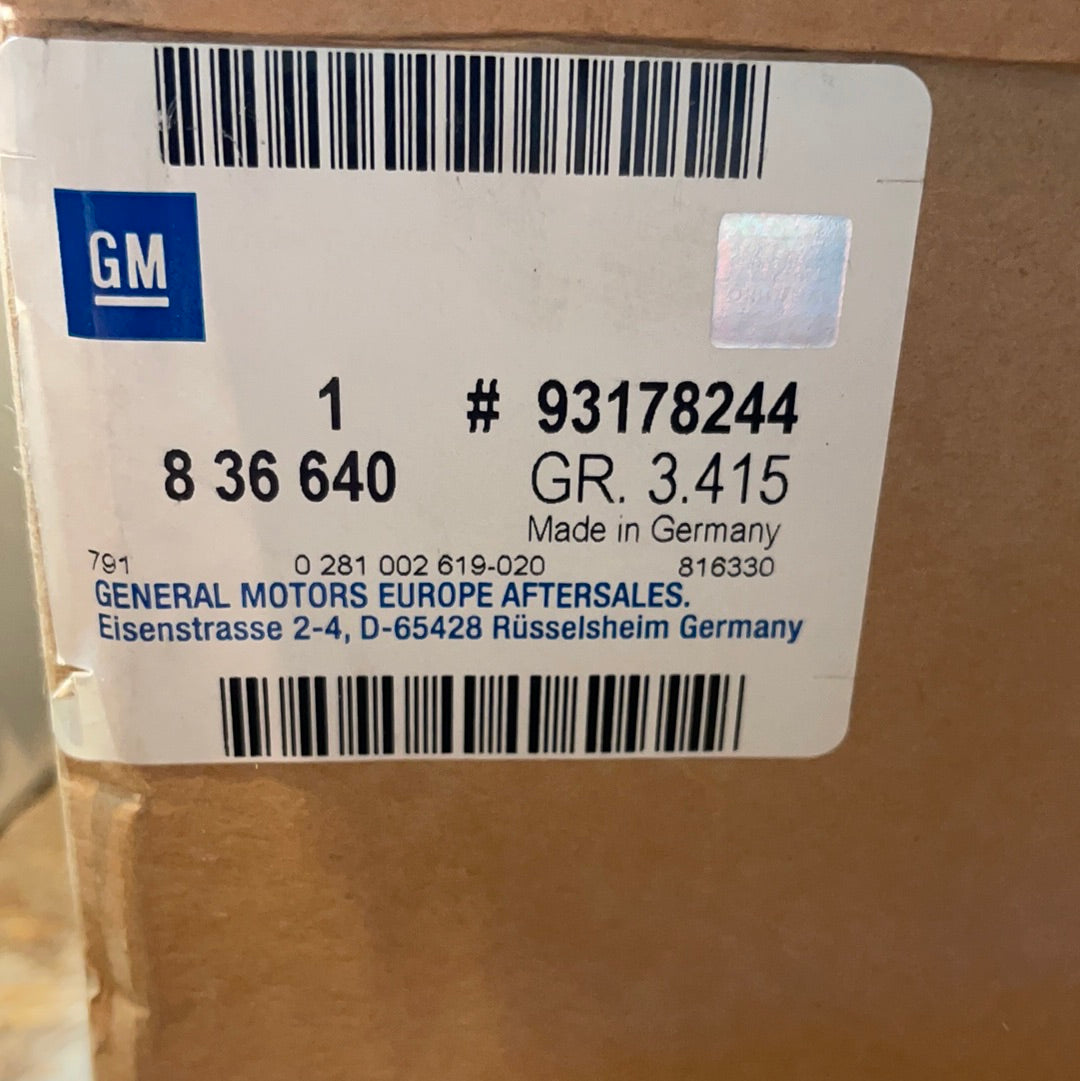 GM
1 # 93178244
8 36 640 GR. 3.415
Made in Germany
791 0 281 002 619-020 816330
GENERAL MOTORS EUROPE AFTERSALES.
Eisenstrasse 2-4, D-65428 Rüsselsheim Germany